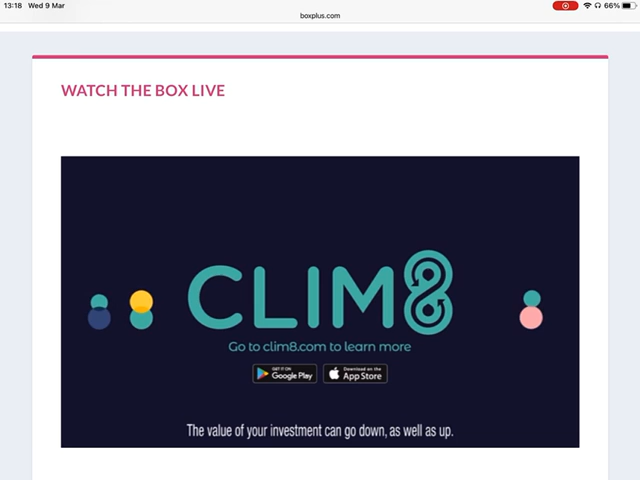 13:18 Wed 9 Mar
66%
boxplus.com
WATCH THE BOX LIVE
CLIM8
Go to clim8.com to learn more
GET IT ON
Google Play
Download on the
App Store
The value of your investment can go down, as well as up.